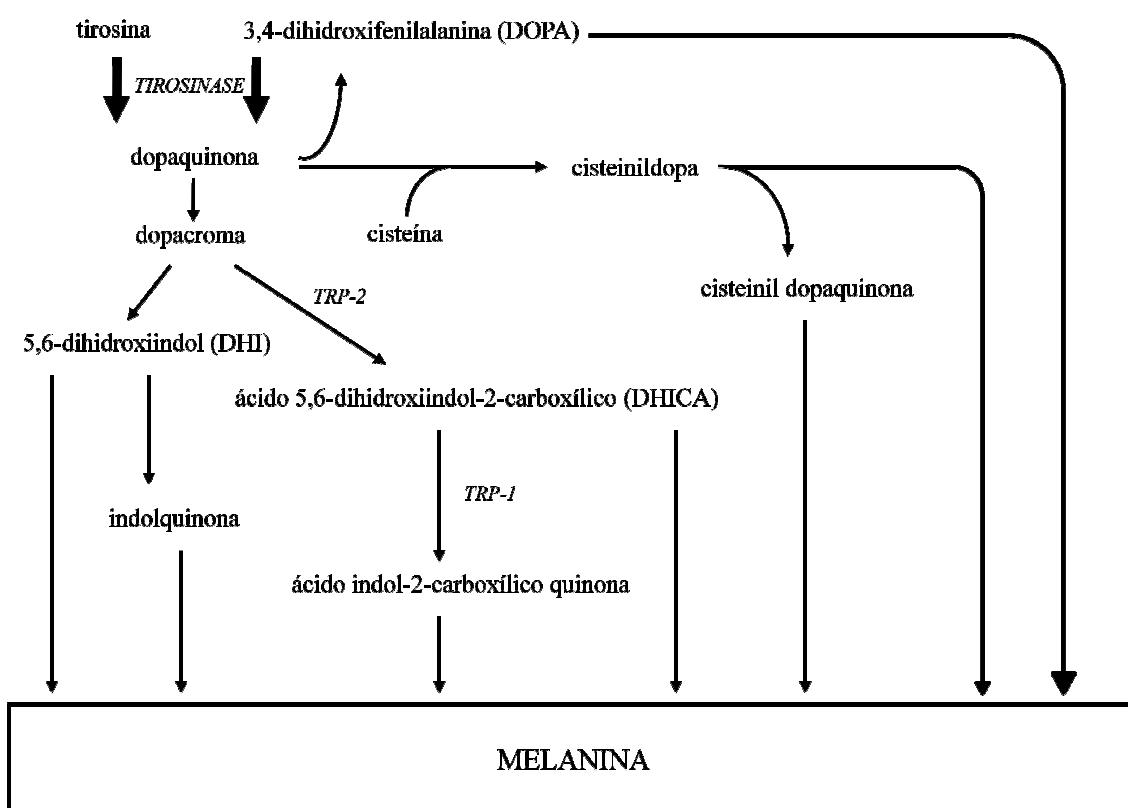 tirosina
3,4-dihidroxifenilalanina (DOPA)
TIROSINASE
dopaquinona
cisteinildopa
dopacroma
cisteína
TRP-2
cisteinil dopaquinona
5,6-dihidroxiindol (DHI)
ácido 5,6-dihidroxiindol-2-carboxílico (DHICA)
TRP-1
indolquinona
ácido indol-2-carboxílico quinona
MELANINA